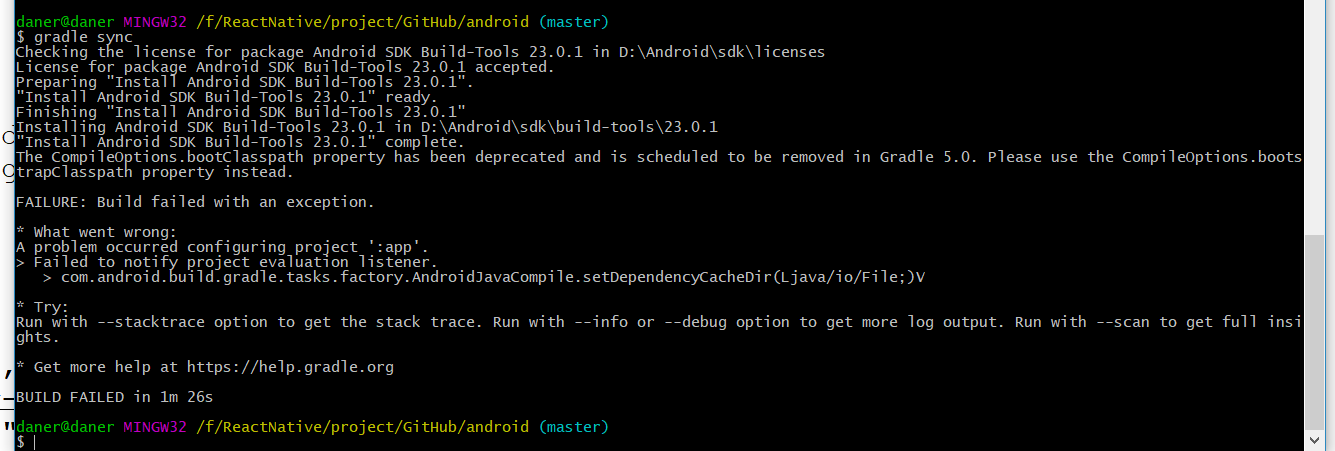 daner@daner MINGW32 /f/ReactNative/project/GitHub/android (master)
$ gradle sync
Checking the license for package Android SDK Build-Tools 23.0.1 in D:\Android\sdk\licenses
License for package Android SDK Build-Tools 23.0.1 accepted.
Preparing "Install Android SDK Build-Tools 23.0.1".
"Install Android SDK Build-Tools 23.0.1" ready.
Finishing "Install Android SDK Build-Tools 23.0.1"
Installing Android SDK Build-Tools 23.0.1 in D:\Android\sdk\build-tools\23.0.1
"Install Android SDK Build-Tools 23.0.1" complete.
The CompileOptions.bootClasspath property has been deprecated and is scheduled to be removed in Gradle 5.0. Please use the CompileOptions.boots
trapClasspath property instead.
FAILURE: Build failed with an exception.
* What went wrong:
A problem occurred configuring project ':app'.
> Failed to notify project evaluation listener.
> com.android.build.gradle.tasks.factory.AndroidJavaCompile.setDependencyCacheDir(Ljava/io/File;)V
* Try:
Run with --stacktrace option to get the stack trace. Run with --info or --debug option to get more log output. Run with --scan to get full insi
ghts.
* Get more help at https://help.gradle.org
BUILD FAILED in 1m 26s
daner@daner MINGW32 /f/ReactNative/project/GitHub/android (master)
$